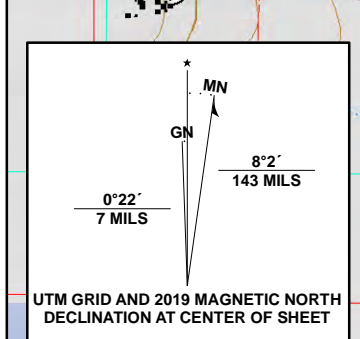 MN
GN
8°2´
143 MILS
0°22´
7 MILS
UTM GRID AND 2019 MAGNETIC NORTH
DECLINATION AT CENTER OF SHEET